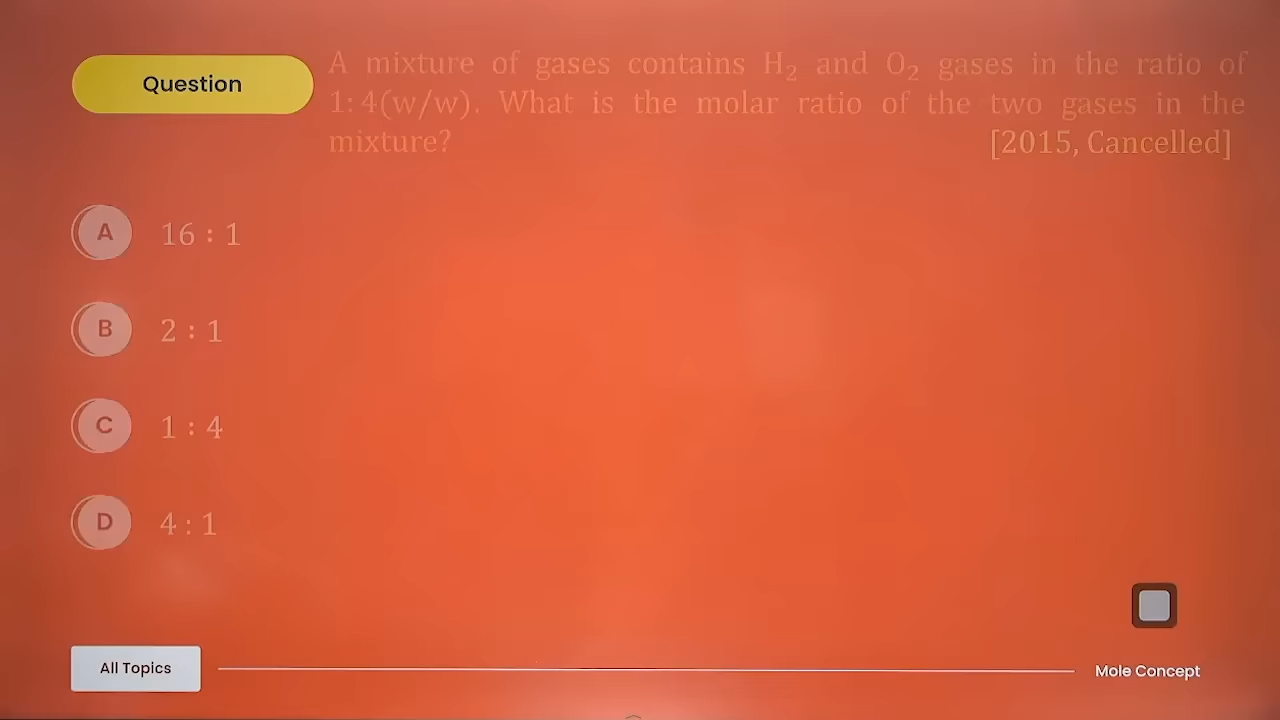 Question
A mixture of gases contains H₂ and O₂ gases in the ratio of
1: 4(w/w). What is the molar ratio of the two gases in the
mixture? [2015, Cancelled]
A 16 : 1
B 2 : 1
C 1 : 4
D 4 : 1
All Topics Mole Concept